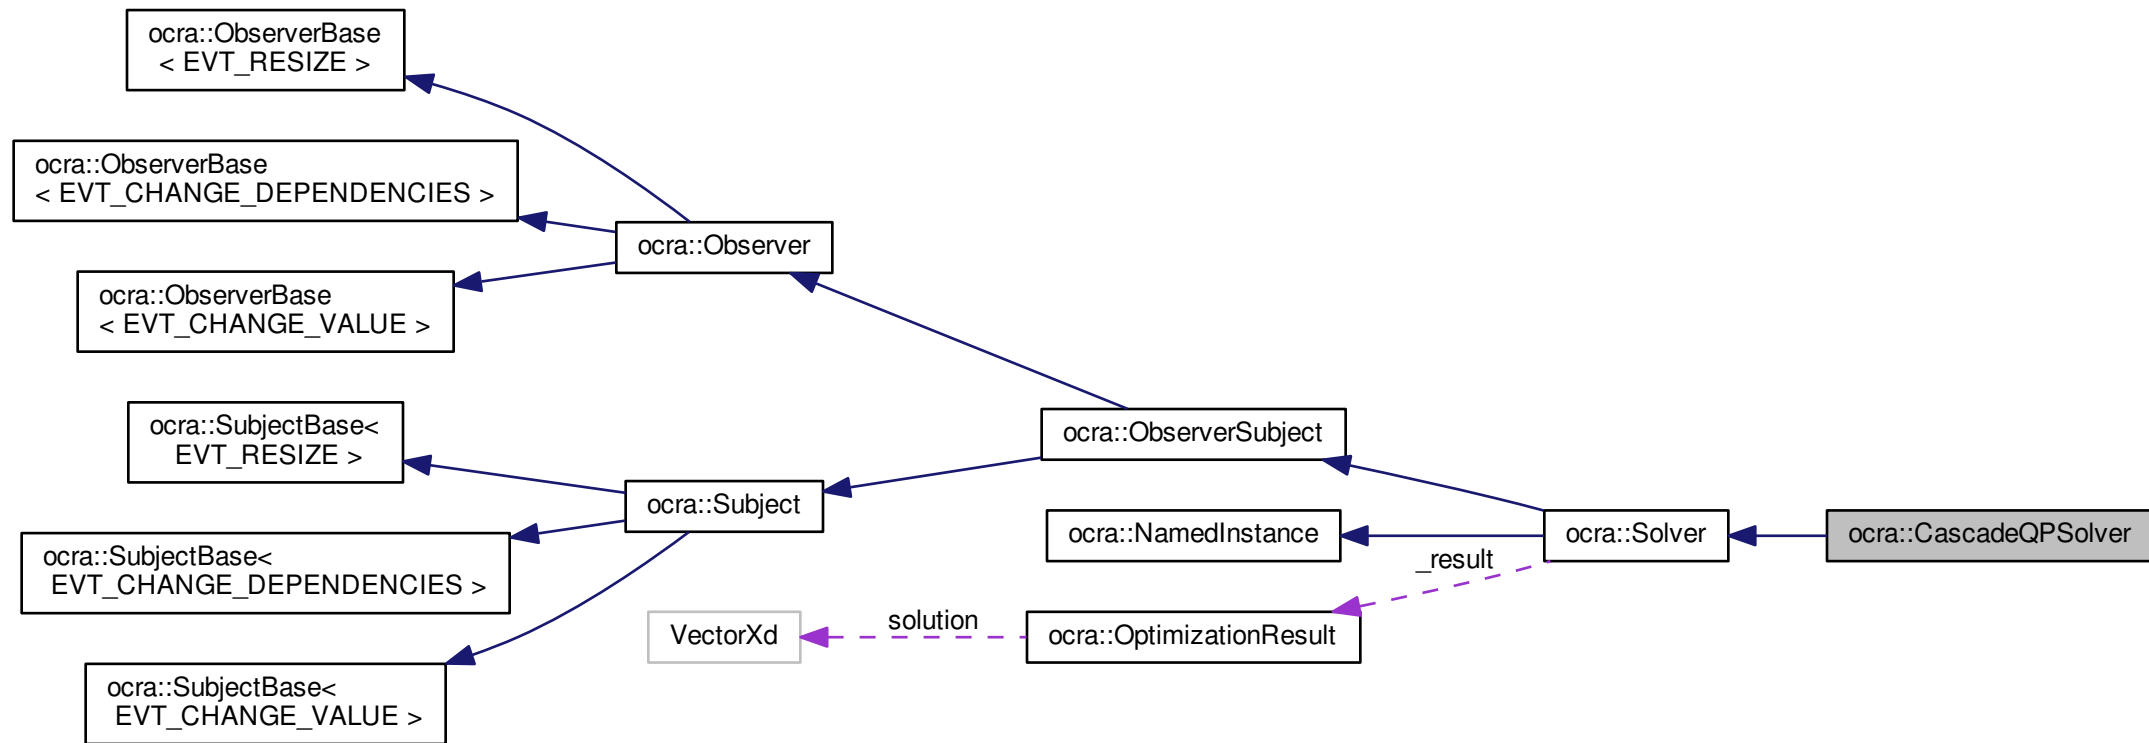 ocra::ObserverBase
< EVT_RESIZE >
ocra::ObserverBase
< EVT_CHANGE_DEPENDENCIES >
ocra::Observer
ocra::ObserverBase
< EVT_CHANGE_VALUE >
ocra::SubjectBase<
EVT_RESIZE >
ocra::ObserverSubject
ocra::Subject
ocra::NamedInstance
ocra::Solver
ocra::CascadeQPSolver
_result
ocra::SubjectBase<
EVT_CHANGE_DEPENDENCIES >
solution
VectorXd
ocra::OptimizationResult
ocra::SubjectBase<
EVT_CHANGE_VALUE >